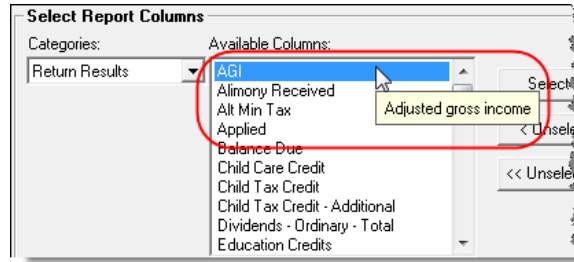 Select Report Columns
Categories:
Available Columns:
Return Results
AGI
Alimony Received
Alt Min Tax
Applied
Balance Due
Child Care Credit
Child Tax Credit
Child Tax Credit - Additional
Dividends - Ordinary - Total
Education Credits
Adjusted gross income
Select
< Unsele
<< Unsele